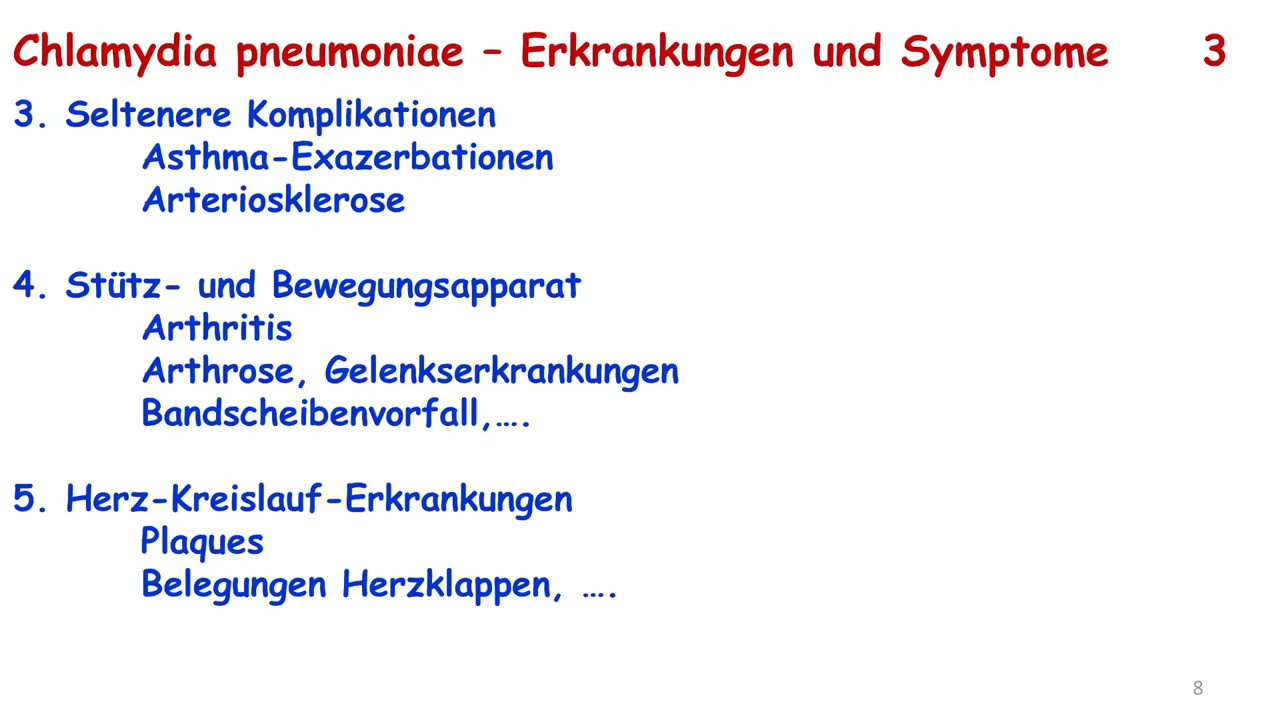 Chlamydia pneumoniae – Erkrankungen und Symptome 3
3. Seltenere Komplikationen
Asthma-Exazerbationen
Arteriosklerose
4. Stütz- und Bewegungsapparat
Arthritis
Arthrose, Gelenkserkrankungen
Bandscheibenvorfall,….
5. Herz-Kreislauf-Erkrankungen
Plaques
Belegungen Herzklappen, ….
8